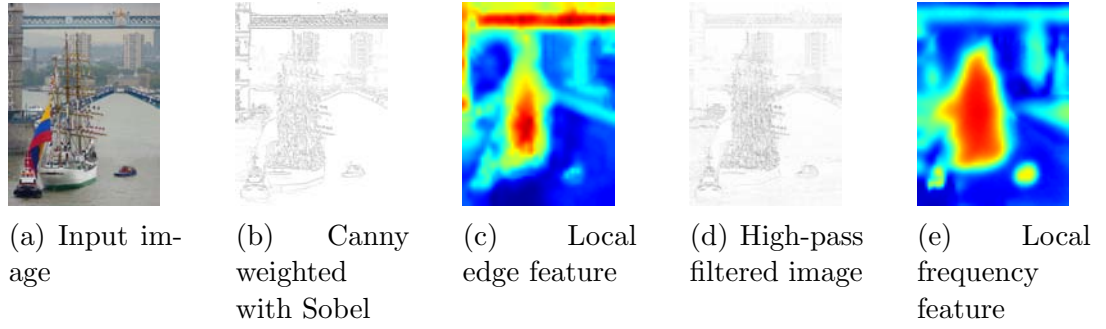 (a) Input im-
age
(b) Canny
weighted
with Sobel
(c) Local
edge feature
(d) High-pass
filtered image
(e) Local
frequency
feature